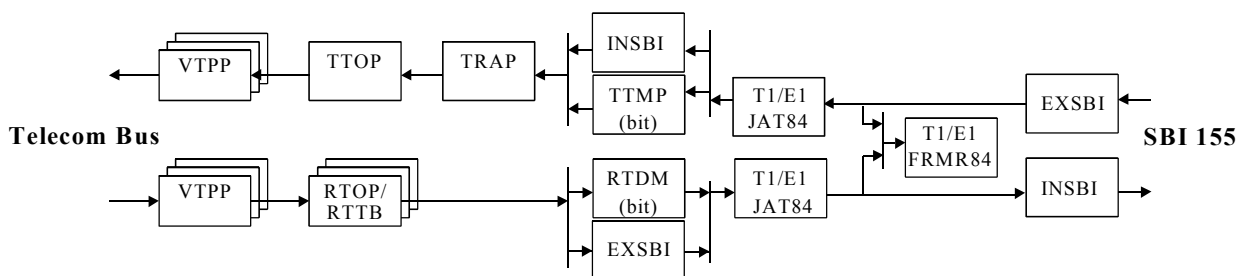 INSBI
VTPP
TTOP
TRAP
TTMP
(bit)
T1/E1
JAT84
EXSBI
Telecom Bus
T1/E1
FRMR84
SBI 155
VTPP
RTOP/
RTTB
RTDM
(bit)
T1/E1
JAT84
INSBI
EXSBI